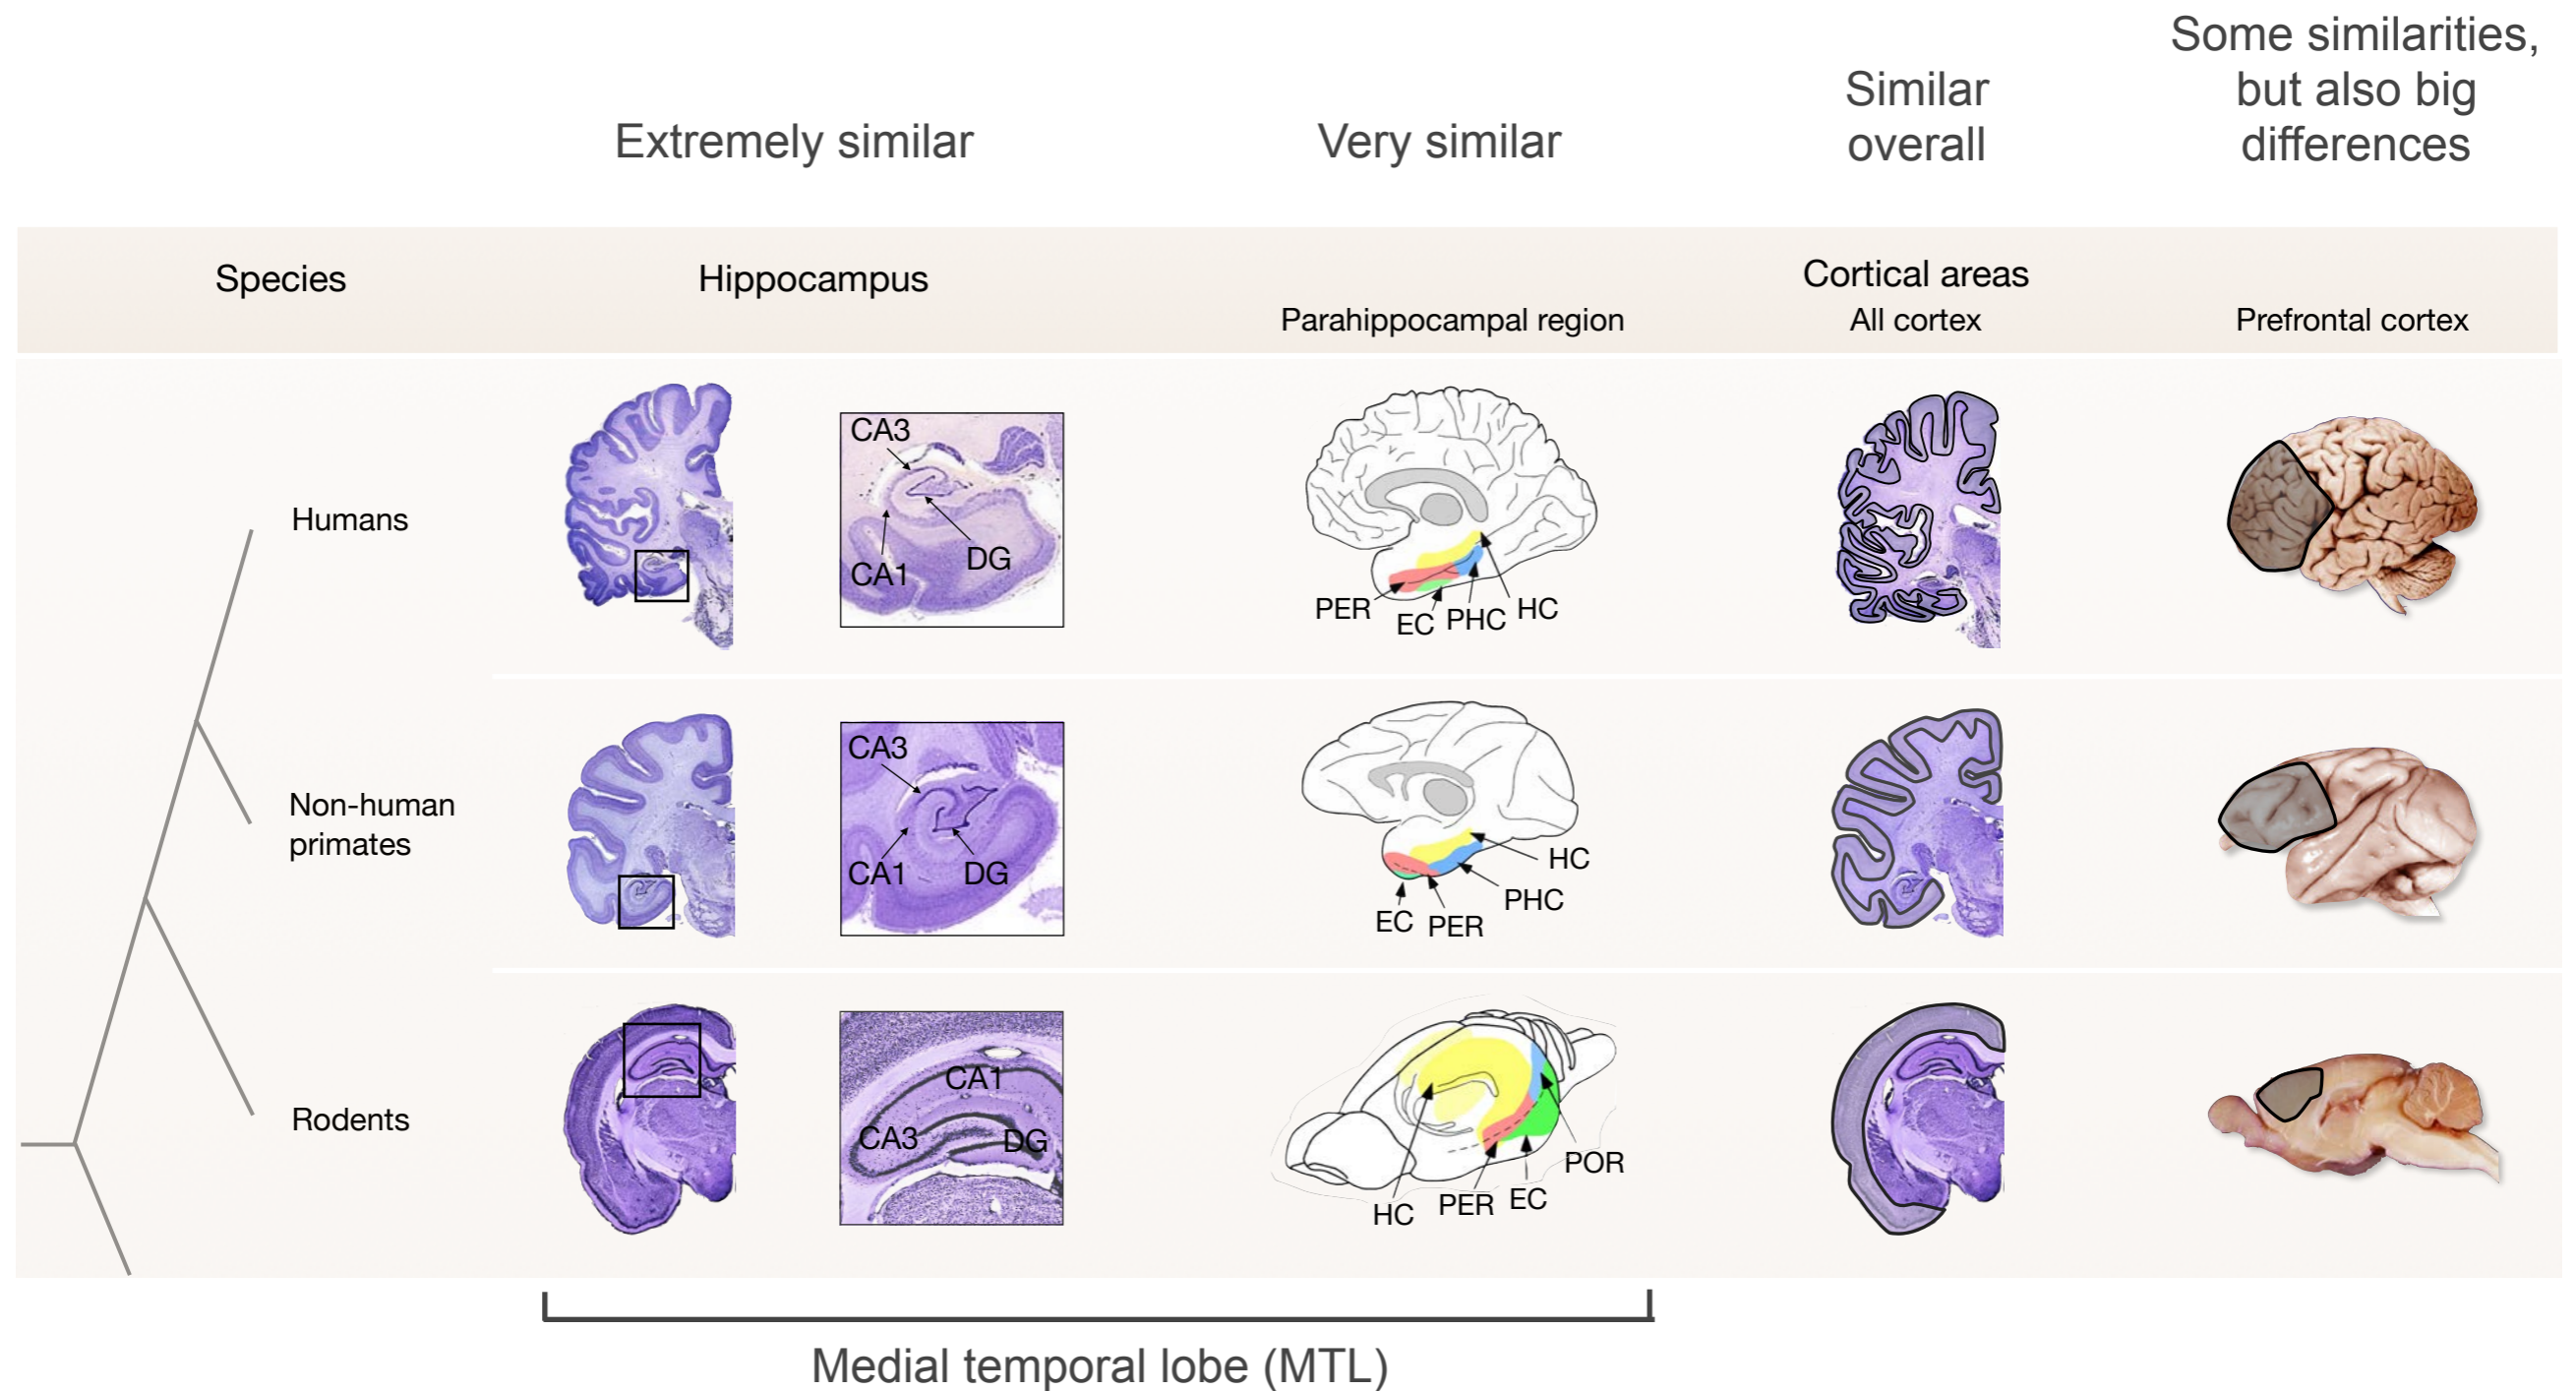 Extremely similar
Very similar
Similar
overall
Some similarities,
but also big
differences
Species
Hippocampus
Cortical areas
Parahippocampal region
All cortex
Prefrontal cortex
Humans
CA3
CA1
DG
PER
EC
PHC
HC
Non-human
primates
CA3
CA1
DG
HC
PHC
EC
PER
Rodents
CA1
CA3
DG
POR
HC
PER
EC
Medial temporal lobe (MTL)